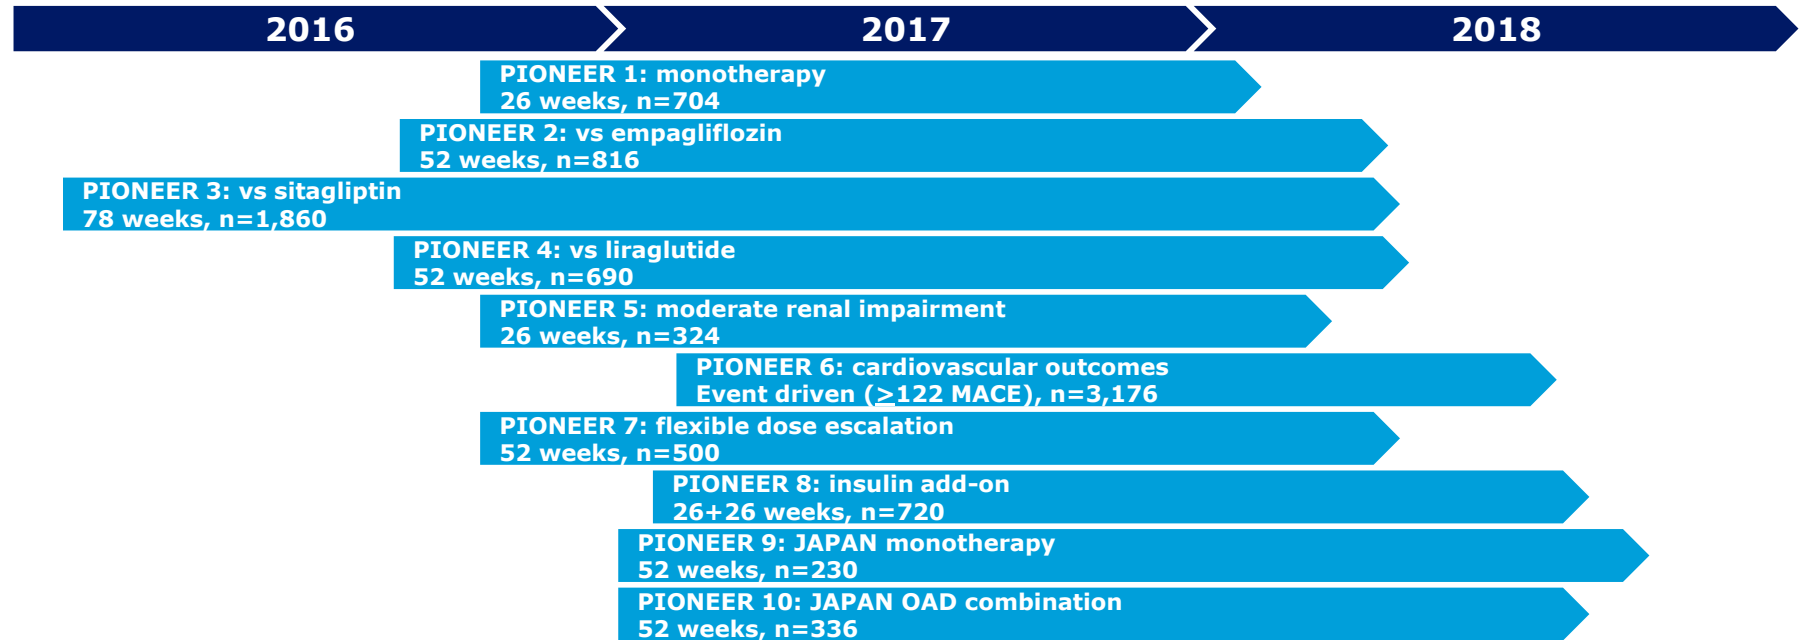 2016 2017 2018
PIONEER 1: monotherapy
26 weeks, n=704
PIONEER 2: vs empagliflozin
52 weeks, n=816
PIONEER 3: vs sitagliptin
78 weeks, n=1,860
PIONEER 4: vs liraglutide
52 weeks, n=690
PIONEER 5: moderate renal impairment
26 weeks, n=324
PIONEER 6: cardiovascular outcomes
Event driven (≥122 MACE), n=3,176
PIONEER 7: flexible dose escalation
52 weeks, n=500
PIONEER 8: insulin add-on
26+26 weeks, n=720
PIONEER 9: JAPAN monotherapy
52 weeks, n=230
PIONEER 10: JAPAN OAD combination
52 weeks, n=336